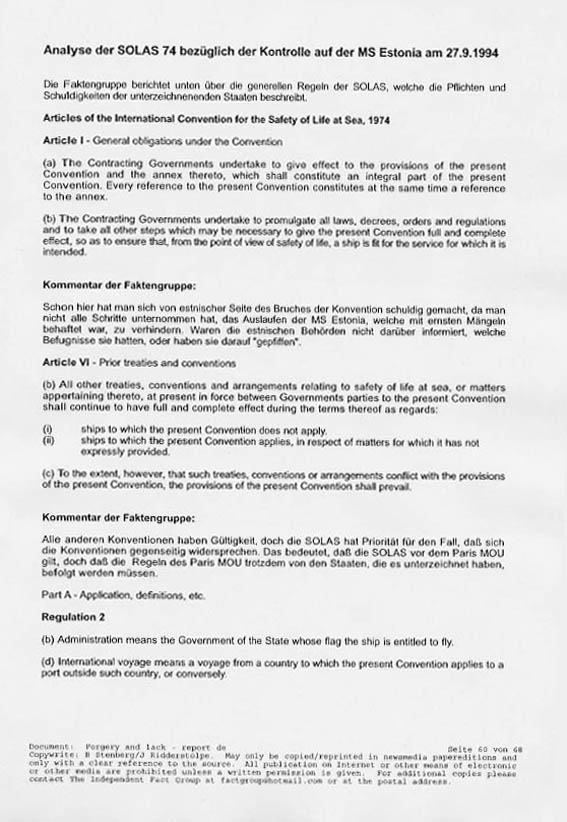 Analyse der SOLAS 74 bezüglich der Kontrolle auf der MS Estonia am 27.9.1994
Die Faktengruppe berichtet unten über die generellen Regeln der SOLAS, welche die Pflichten und
Schuldigkeiten der unterzeichnenenden Staaten beschreibt.
Articles of the International Convention for the Safety of Life at Sea, 1974
Article I - General obligations under the Convention
(a) The Contracting Governments undertake to give effect to the provisions of the present
Convention and the annex thereto, which shall constitute an integral part of the present
Convention. Every reference to the present Convention constitutes at the same time a reference
to the annex.
(b) The Contracting Governments undertake to promulgate all laws, decrees, orders and regulations
and to take all other steps which may be necessary to give the present Convention full and complete
effect, so as to ensure that, from the point of view of safety of life, a ship is fit for the service for which it is
intended.
Kommentar der Faktengruppe:
Schon hier hat man sich von estnischer Seite des Bruches der Konvention schuldig gemacht, da man
nicht alle Schritte unternommen hat, das Auslaufen der MS Estonia, welche mit ernsten Mängeln
behaftet war, zu verhindern. Waren die estnischen Behörden nicht darüber informiert, welche
Befugnisse sie hatten, oder haben sie darauf "gepfiffen".
Article VI - Prior treaties and conventions
(b) All other treaties, conventions and arrangements relating to safety of life at sea, or matters
appertaining thereto, at present in force between Governments parties to the present Convention
shall continue to have full and complete effect during the terms thereof as regards:
(i) ships to which the present Convention does not apply.
(ii) ships to which the present Convention applies, in respect of matters for which it has not
expressly provided.
(c) To the extent, however, that such treaties, conventions or arrangements conflict with the provisions
of the present Convention, the provisions of the present Convention shall prevail.
Kommentar der Faktengruppe:
Alle anderen Konventionen haben Gültigkeit, doch die SOLAS hat Priorität für den Fall, daß sich
die Konventionen gegenseitig widersprechen. Das bedeutet, daß die SOLAS vor dem Paris MOU
gilt, doch daß die Regeln des Paris MOU trotzdem von den Staaten, die es unterzeichnet haben,
befolgt werden müssen.
Part A - Application, definitions, etc.
Regulation 2
(b) Administration means the Government of the State whose flag the ship is entitled to fly.
(d) International voyage means a voyage from a country to which the present Convention applies to a
port outside such country, or conversely.
Document: Forgery and lack - report de Seite 60 von 68
Copywrite: B Stenberg/J Ridderstolpe. May only be copied/reprinted in newsmedia papereditions and
only with a clear reference to the source. All publication on Internet or other means of electronic
or other media are prohibited unless a written permission is given. For additional copies please
contact The Independent Fact Group at factgroup@hotmail.com or at the postal address.